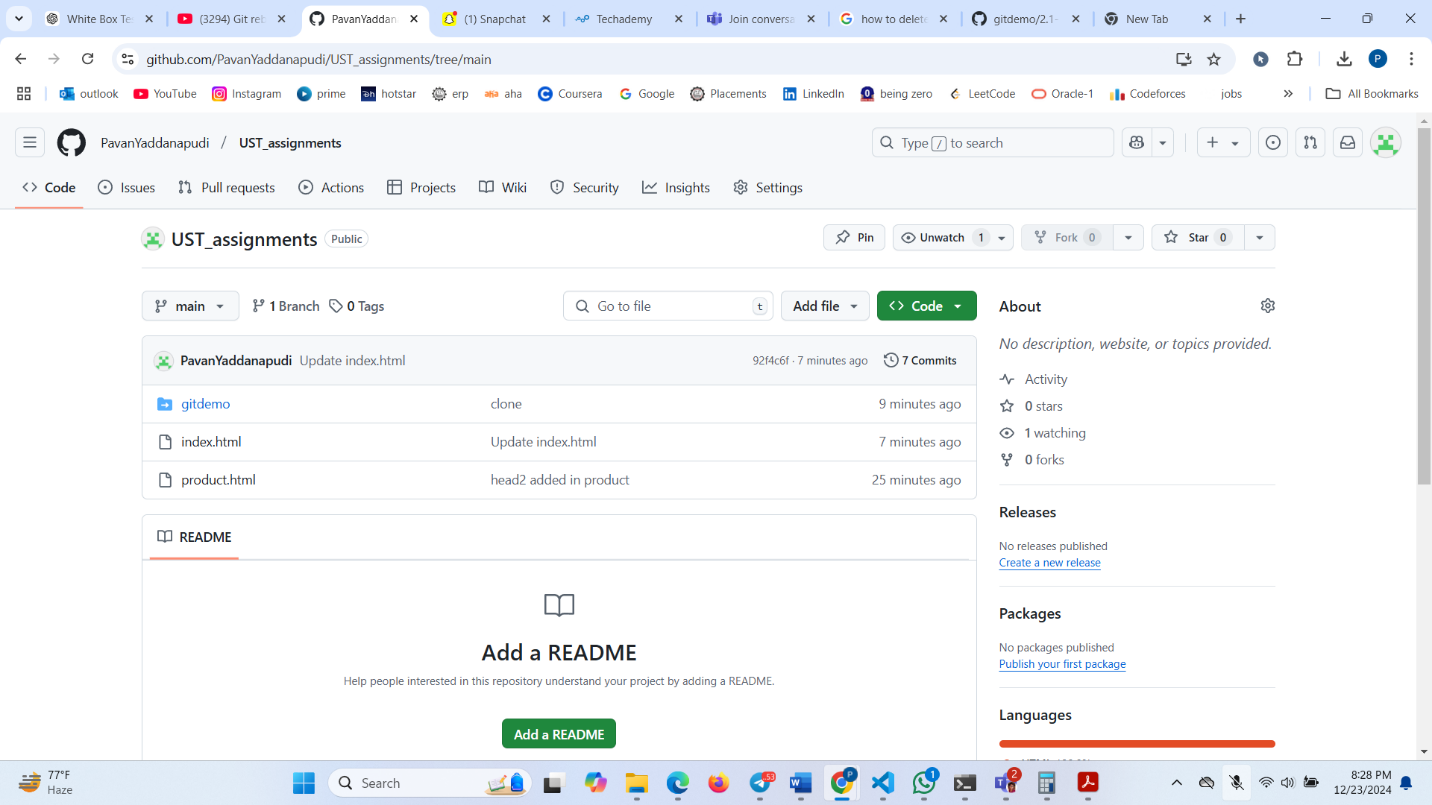 White Box Te
(3294) Git reb
PavanYaddan
(1) Snapchat
Techademy
Join conversa
how to delete
gitdemo/2.1-
New Tab
github.com/PavanYaddanapudi/UST_assignments/tree/main
P
outlook
YouTube
Instagram
prime
hotstar
erp
aha
Coursera
Google
Placements
LinkedIn
being zero
LeetCode
Oracle-1
Codeforces
jobs
All Bookmarks
PavanYaddanapudi / UST_assignments
Type / to search
Code
Issues
Pull requests
Actions
Projects
Wiki
Security
Insights
Settings
UST_assignments Public
Pin
Unwatch 1
Fork 0
Star 0
main
1 Branch
0 Tags
Go to file t
Add file
Code
PavanYaddanapudi Update index.html 92f4c6f · 7 minutes ago 7 Commits
gitdemo clone 9 minutes ago
index.html Update index.html 7 minutes ago
product.html head2 added in product 25 minutes ago
README
Add a README
Help people interested in this repository understand your project by adding a README.
Add a README
About
No description, website, or topics provided.
Activity
0 stars
1 watching
0 forks
Releases
No releases published
Create a new release
Packages
No packages published
Publish your first package
Languages
77°F
Haze
Search
53
P
1
2
8:28 PM
12/23/2024